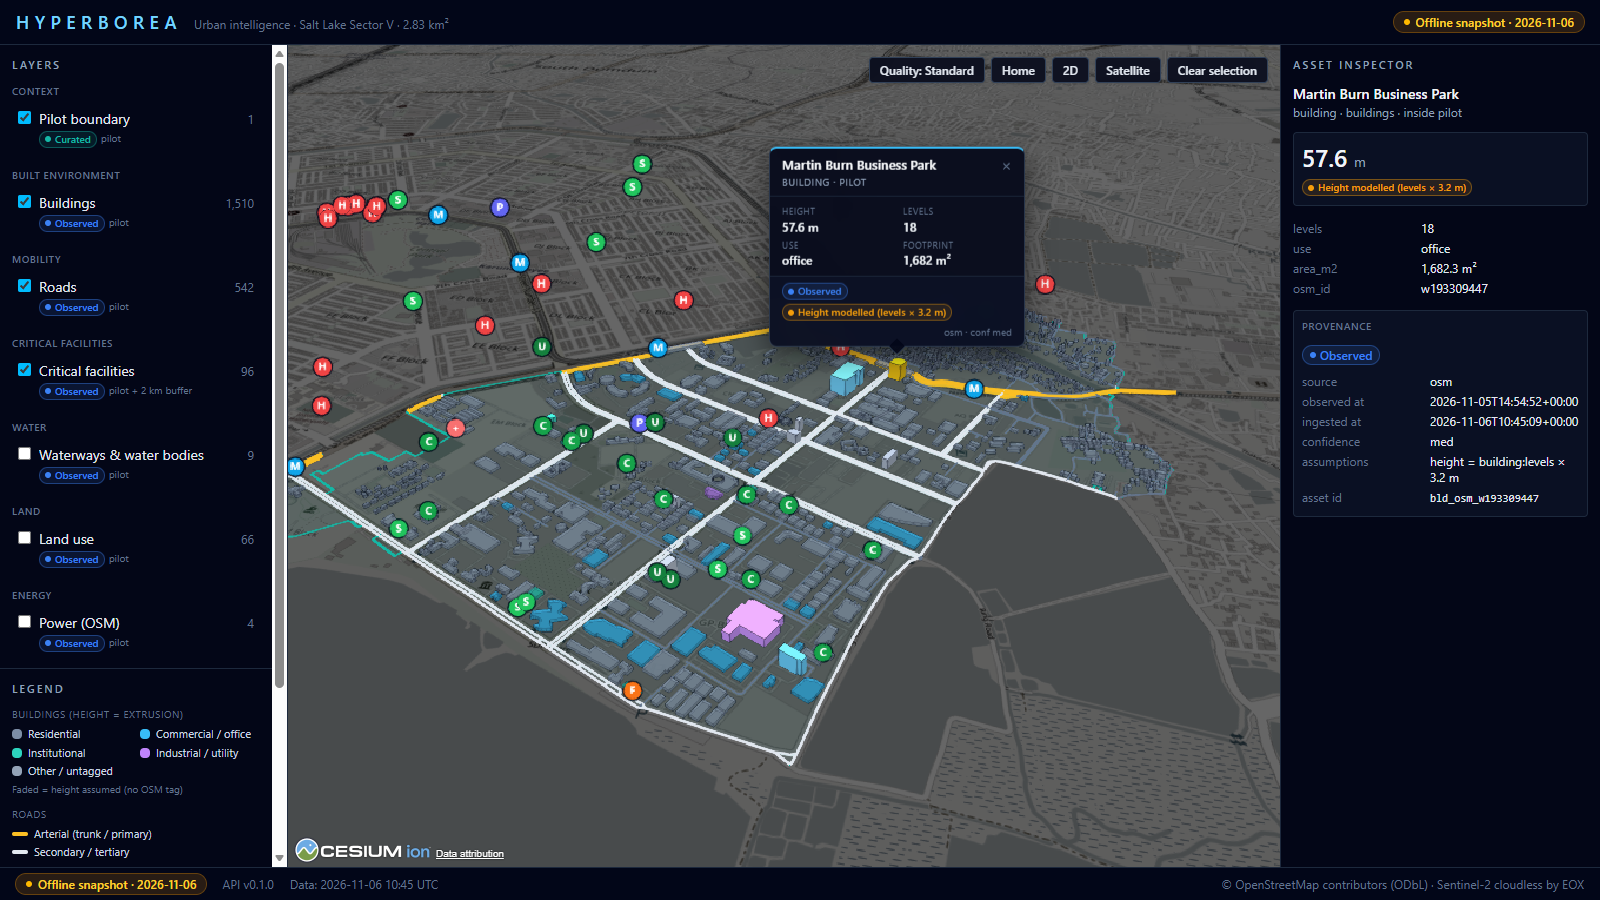 HYPERBOREA
Urban intelligence · Salt Lake Sector V · 2.83 km²
Offline snapshot · 2026-11-06
LAYERS
CONTEXT
Pilot boundary 1
Curated pilot
BUILT ENVIRONMENT
Buildings 1,510
Observed pilot
MOBILITY
Roads 542
Observed pilot
CRITICAL FACILITIES
Critical facilities 96
Observed pilot + 2 km buffer
WATER
Waterways & water bodies 9
Observed pilot
LAND
Land use 66
Observed pilot
ENERGY
Power (OSM) 4
Observed pilot
LEGEND
BUILDINGS (HEIGHT = EXTRUSION)
Residential
Commercial / office
Institutional
Industrial / utility
Other / untagged
Faded = height assumed (no OSM tag)
ROADS
Arterial (trunk / primary)
Secondary / tertiary
Quality: Standard
Home
2D
Satellite
Clear selection
Martin Burn Business Park ×
BUILDING · PILOT
HEIGHT LEVELS
57.6 m 18
USE FOOTPRINT
office 1,682 m²
Observed
Height modelled (levels × 3.2 m)
osm · conf med
CESIUM ion
Data attribution
ASSET INSPECTOR
Martin Burn Business Park
building · buildings · inside pilot
57.6 m
Height modelled (levels × 3.2 m)
levels 18
use office
area_m2 1,682.3 m²
osm_id w193309447
PROVENANCE
Observed
source osm
observed at 2026-11-05T14:54:52+00:00
ingested at 2026-11-06T10:45:09+00:00
confidence med
assumptions height = building:levels ×
3.2 m
asset id bld_osm_w193309447
Offline snapshot · 2026-11-06
API v0.1.0
Data: 2026-11-06 10:45 UTC
© OpenStreetMap contributors (ODbL) · Sentinel-2 cloudless by EOX